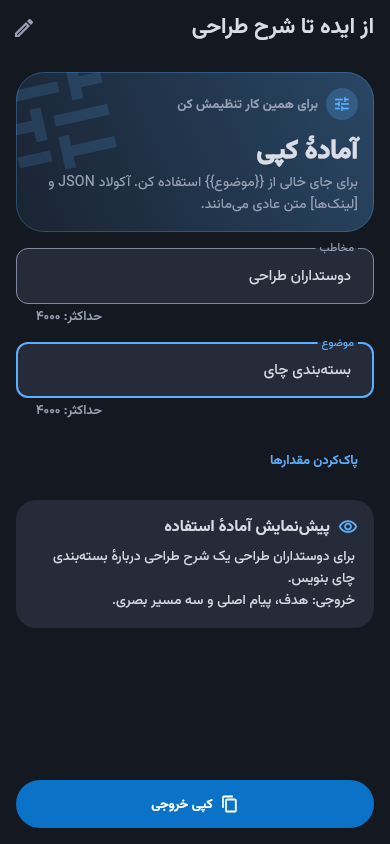 از ایده تا شرح طراحی
برای همین کار تنظیمش کن
آمادهٔ کپی
برای جای خالی از {{موضوع}} استفاده کن. آکولاد JSON و
[لینک‌ها] متن عادی می‌مانند.
مخاطب
دوستداران طراحی
حداکثر: ۴۰۰۰
موضوع
بسته‌بندی چای
حداکثر: ۴۰۰۰
پاک‌کردن مقدارها
پیش‌نمایش آمادهٔ استفاده
برای دوستداران طراحی یک شرح طراحی دربارهٔ بسته‌بندی
چای بنویس.
خروجی: هدف، پیام اصلی و سه مسیر بصری.
کپی خروجی